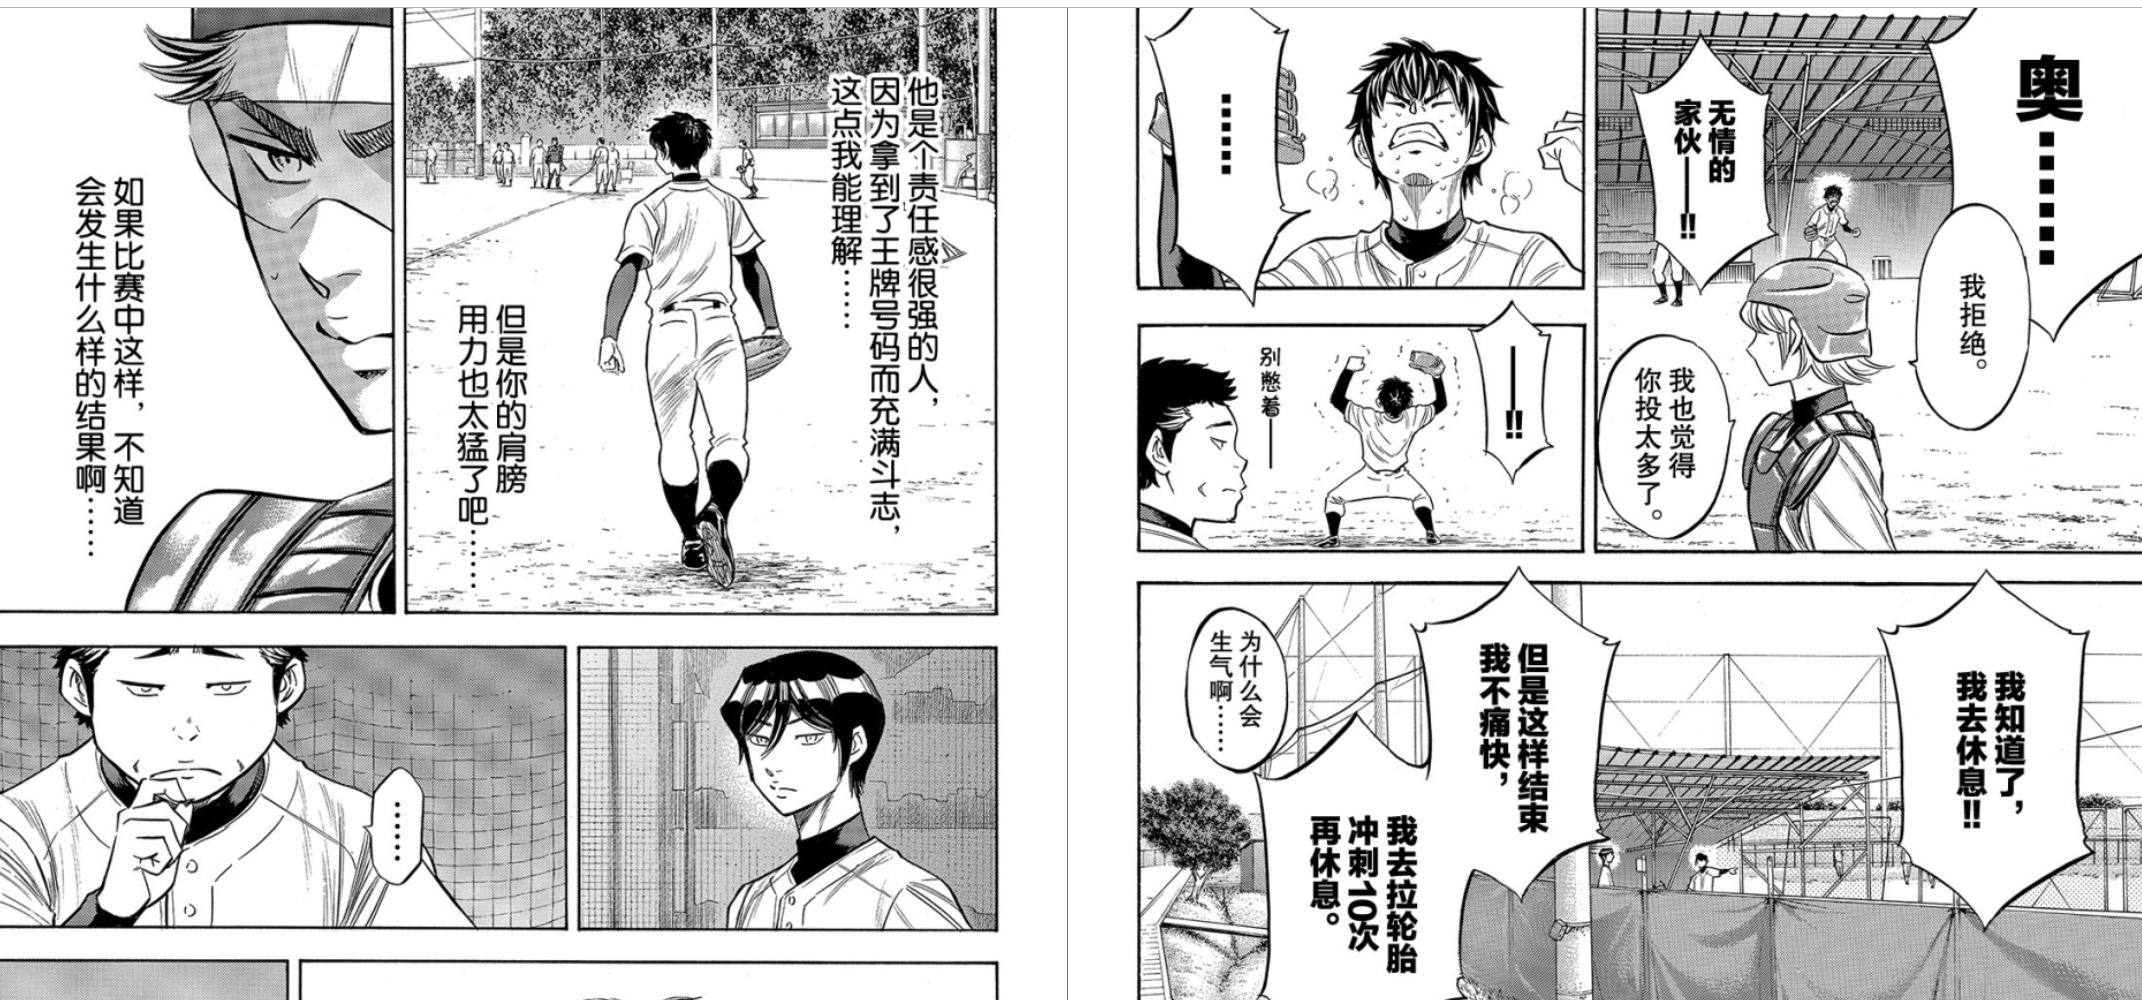 奥……
我拒绝。
无情的
家伙——!!
我也觉得
你投太多了。
……
——!!
别憋着——
我知道了，
我去休息!!
但是这样结束
我不痛快，
我去拉轮胎
冲刺10次
再休息。
为什么会
生气啊……
他是个责任感很强的人，
因为拿到了王牌号码而充满斗志，
这点我能理解……
但是你的肩膀
用力也太猛了吧……
如果比赛中这样，不知道
会发生什么样的结果啊……
……